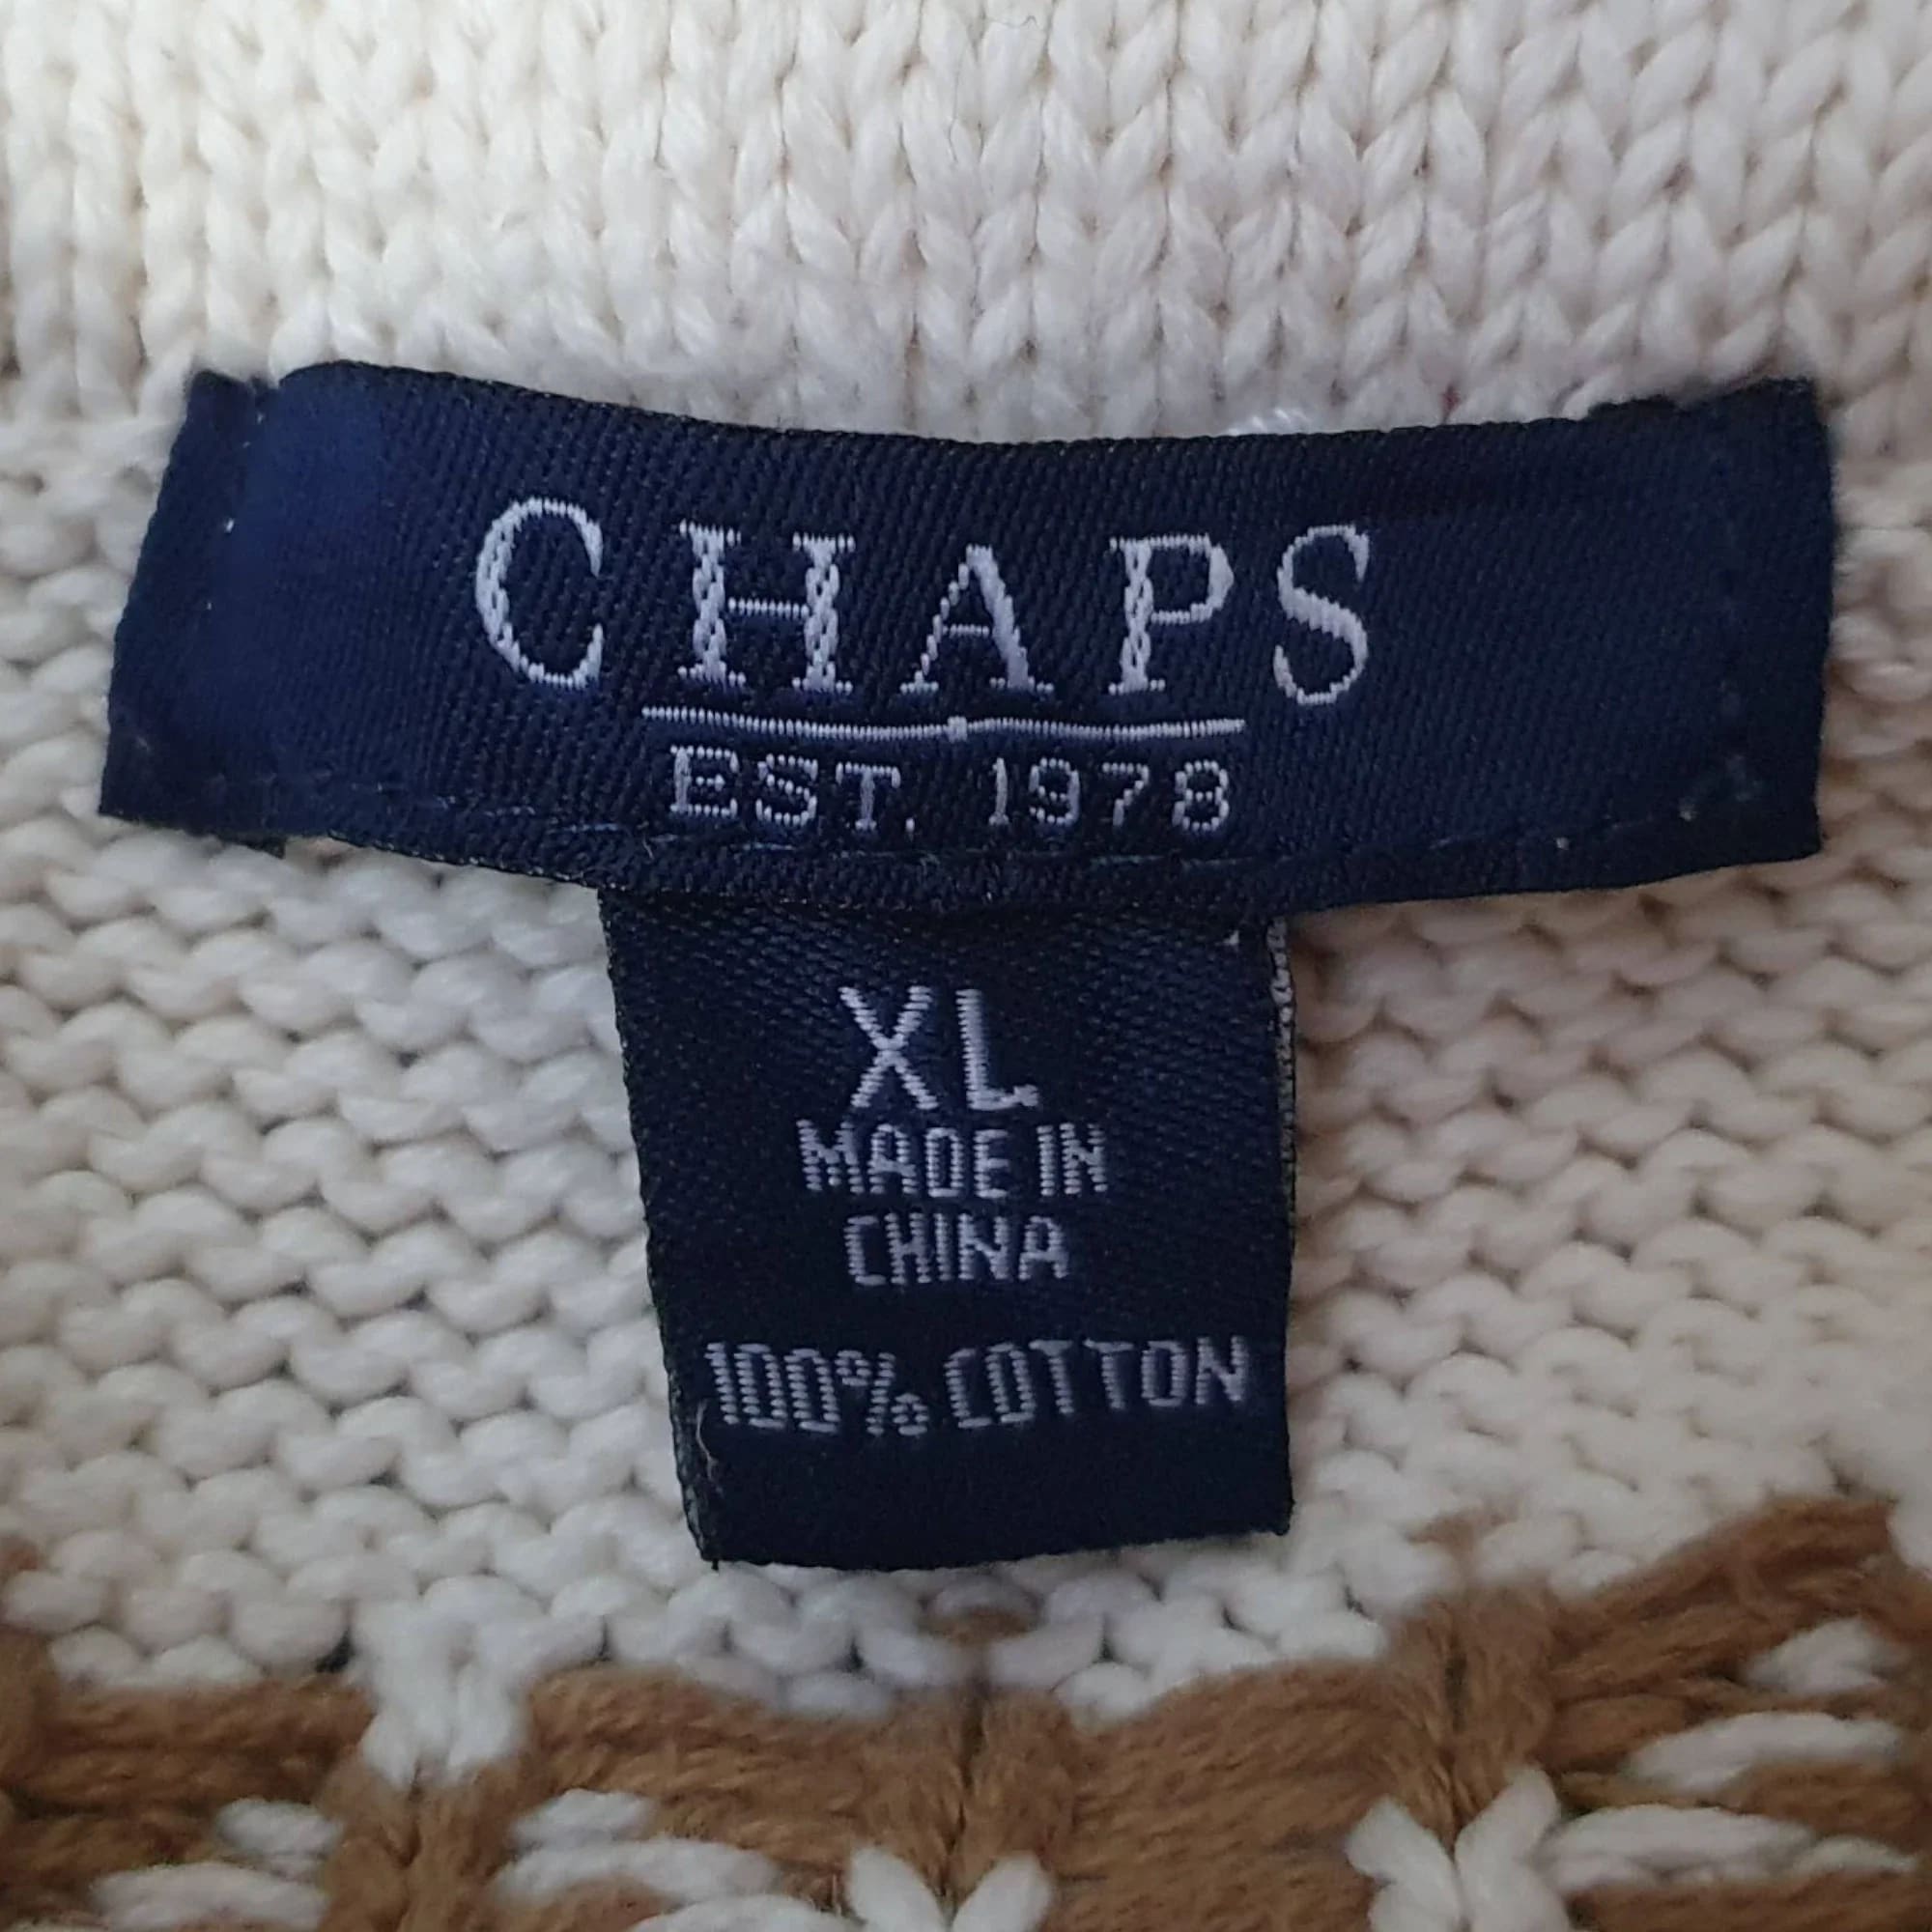 CHAPS
EST. 1978
XL
MADE IN
CHINA
100% COTTON